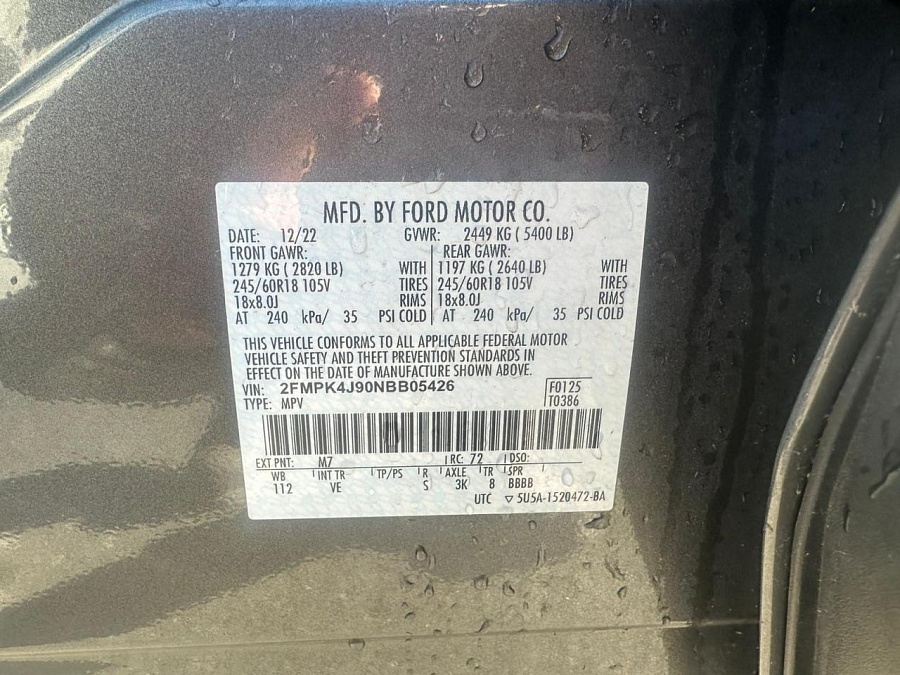 MFD. BY FORD MOTOR CO.
DATE: 12/22 GVWR: 2449 KG ( 5400 LB)
FRONT GAWR: REAR GAWR:
1279 KG ( 2820 LB) WITH 1197 KG ( 2640 LB) WITH
245/60R18 105V TIRES 245/60R18 105V TIRES
18x8.0J RIMS 18x8.0J RIMS
AT 240 kPa/ 35 PSI COLD AT 240 kPa/ 35 PSI COLD
THIS VEHICLE CONFORMS TO ALL APPLICABLE FEDERAL MOTOR
VEHICLE SAFETY AND THEFT PREVENTION STANDARDS IN
EFFECT ON THE DATE OF MANUFACTURE SHOWN ABOVE.
VIN: 2FMPK4J90NBB05426 F0125
TYPE: MPV T0386
EXT PNT: M7 RC: 72 DSO:
WB INT TR TP/PS R AXLE TR SPR
112 VE S 3K 8 BBBB
UTC ▽ 5U5A-1520472-BA